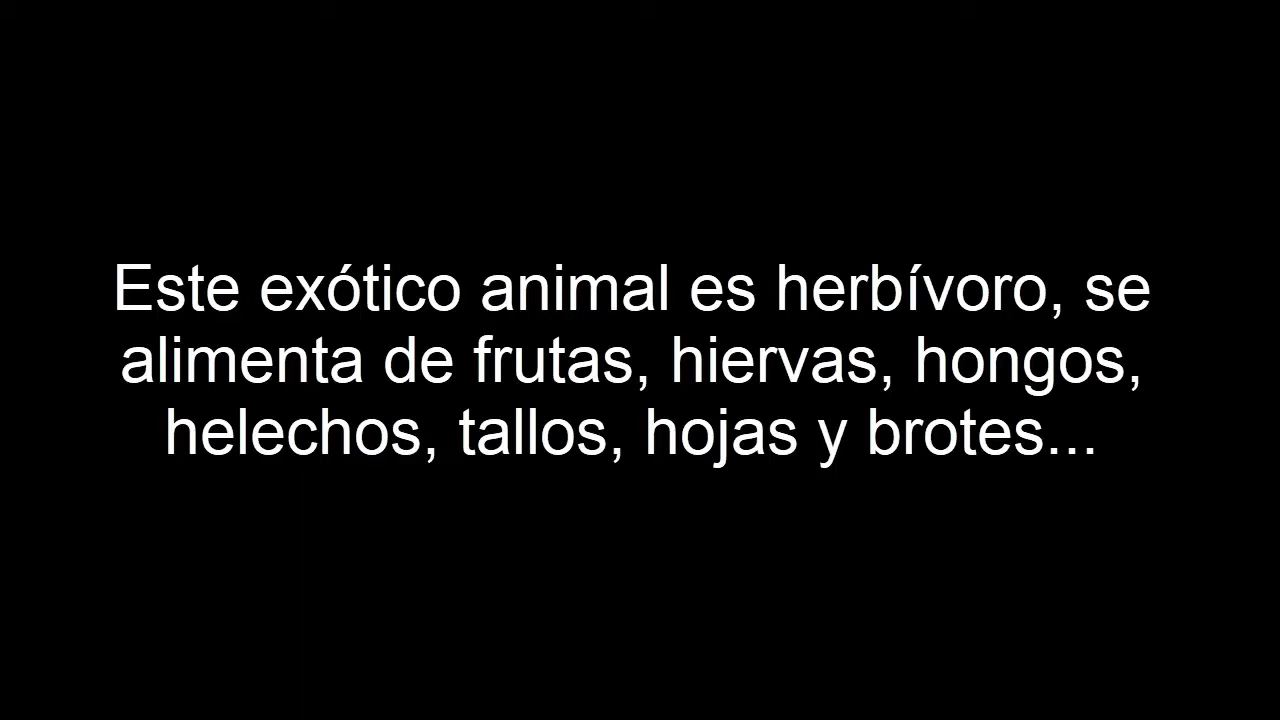 Este exótico animal es herbívoro, se
alimenta de frutas, hiervas, hongos,
helechos, tallos, hojas y brotes...